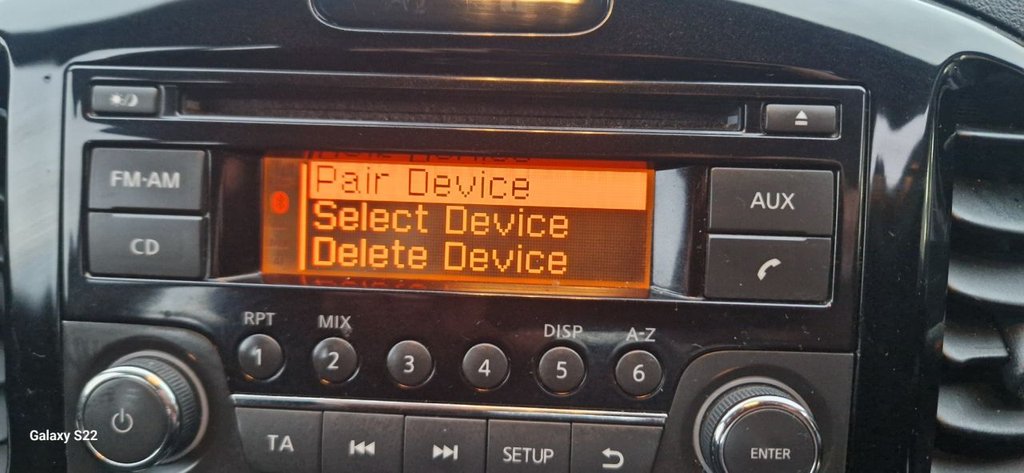 FM-AM
CD
Pair Device
Select Device
Delete Device
AUX
RPT
MIX
DISP
A-Z
1
2
3
4
5
6
TA
SETUP
ENTER
Galaxy S22